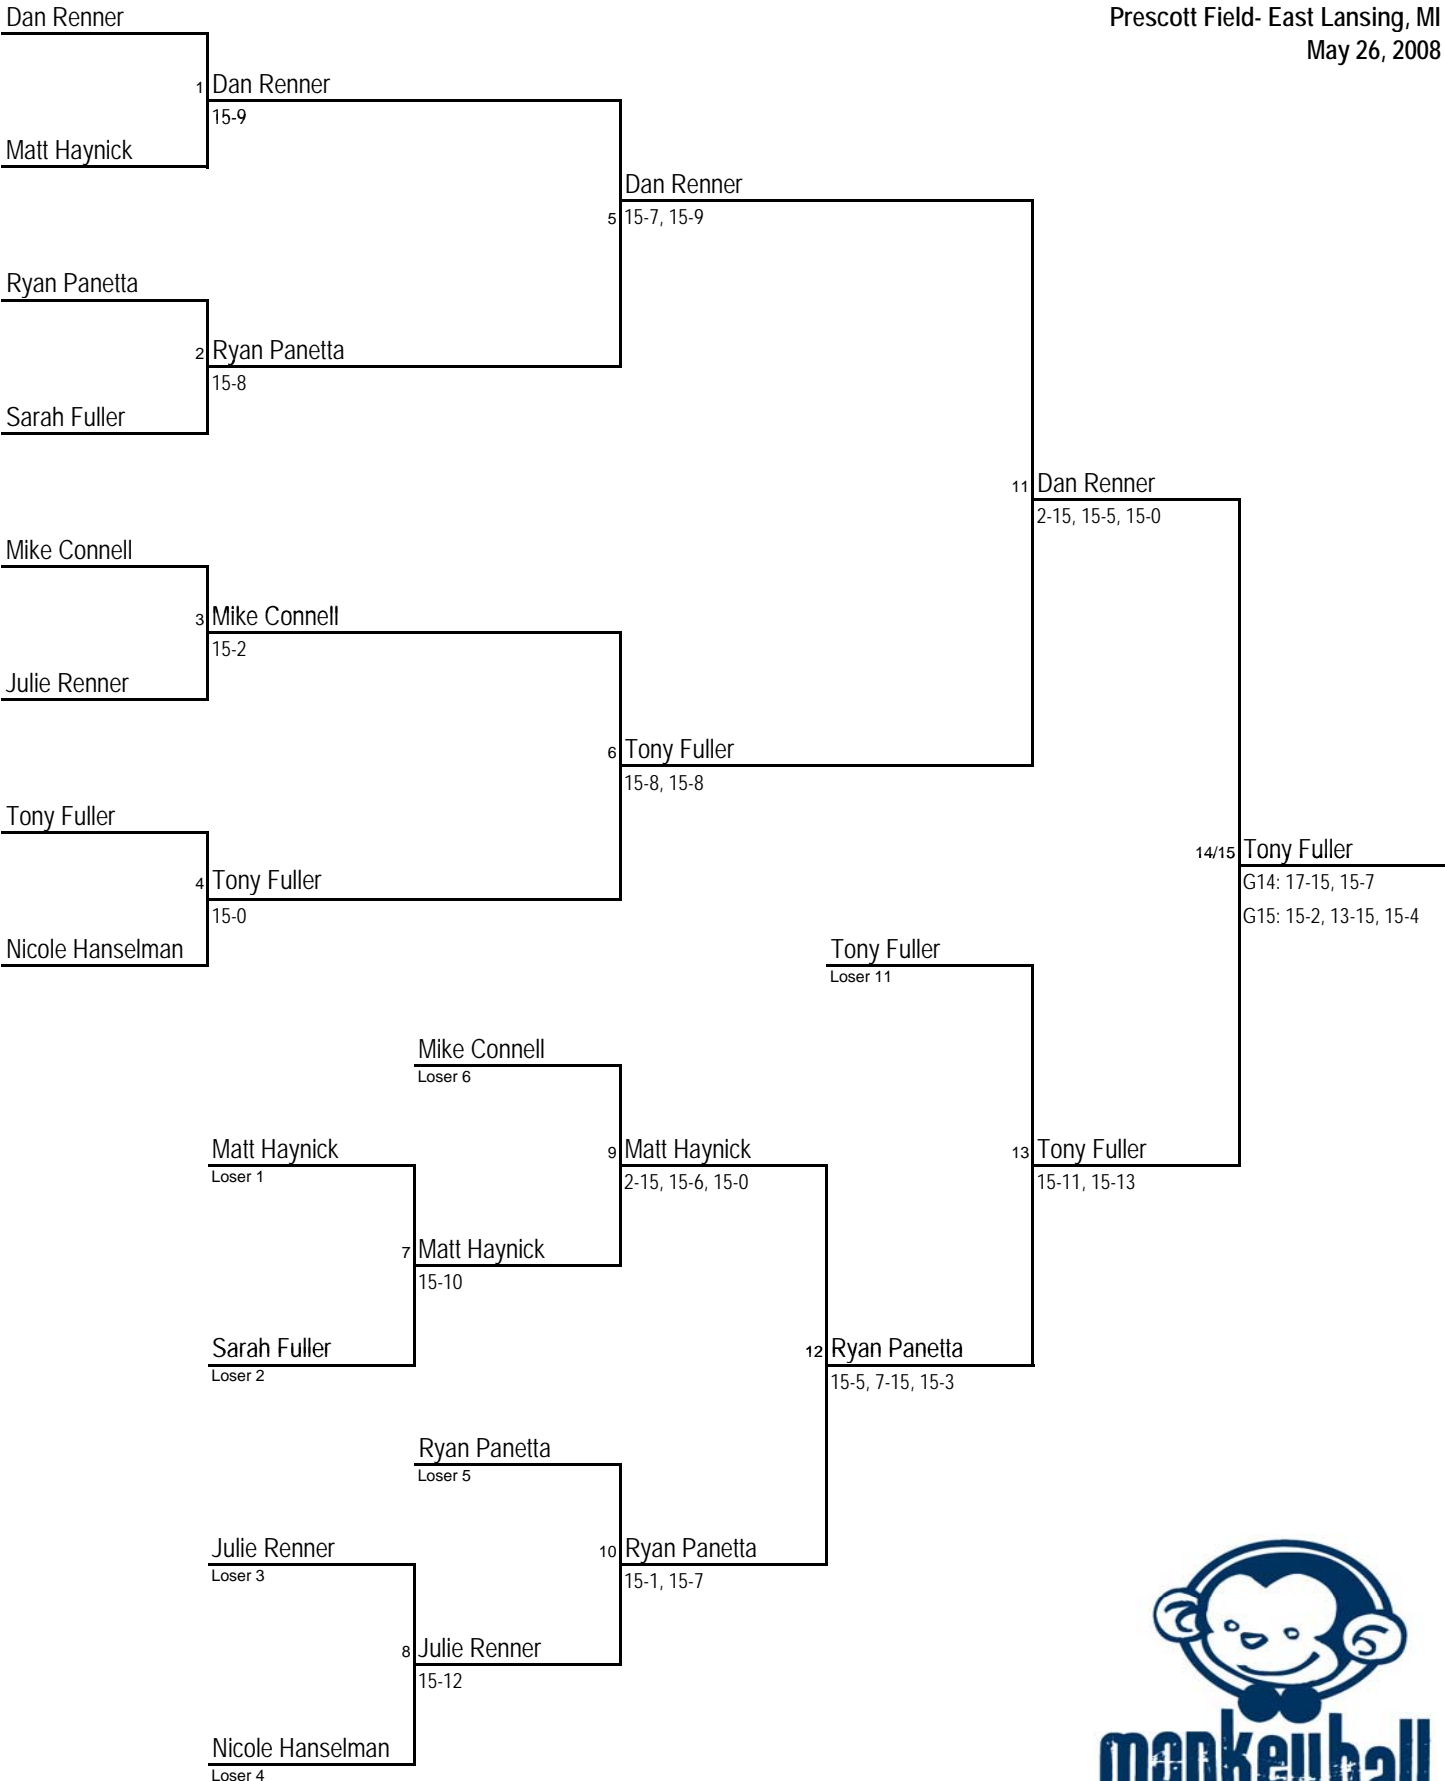 Dan Renner
Prescott Field- East Lansing, MI
May 26, 2008
1 Dan Renner
15-9
Matt Haynick
Dan Renner
5 15-7, 15-9
Ryan Panetta
2 Ryan Panetta
15-8
Sarah Fuller
11 Dan Renner
2-15, 15-5, 15-0
Mike Connell
3 Mike Connell
15-2
Julie Renner
6 Tony Fuller
15-8, 15-8
Tony Fuller
14/15 Tony Fuller
G14: 17-15, 15-7
G15: 15-2, 13-15, 15-4
4 Tony Fuller
15-0
Nicole Hanselman
Tony Fuller
Loser 11
Mike Connell
Loser 6
Matt Haynick
Loser 1
9 Matt Haynick
2-15, 15-6, 15-0
13 Tony Fuller
15-11, 15-13
7 Matt Haynick
15-10
Sarah Fuller
Loser 2
12 Ryan Panetta
15-5, 7-15, 15-3
Ryan Panetta
Loser 5
Julie Renner
Loser 3
10 Ryan Panetta
15-1, 15-7
8 Julie Renner
15-12
Nicole Hanselman
Loser 4
monkeyball